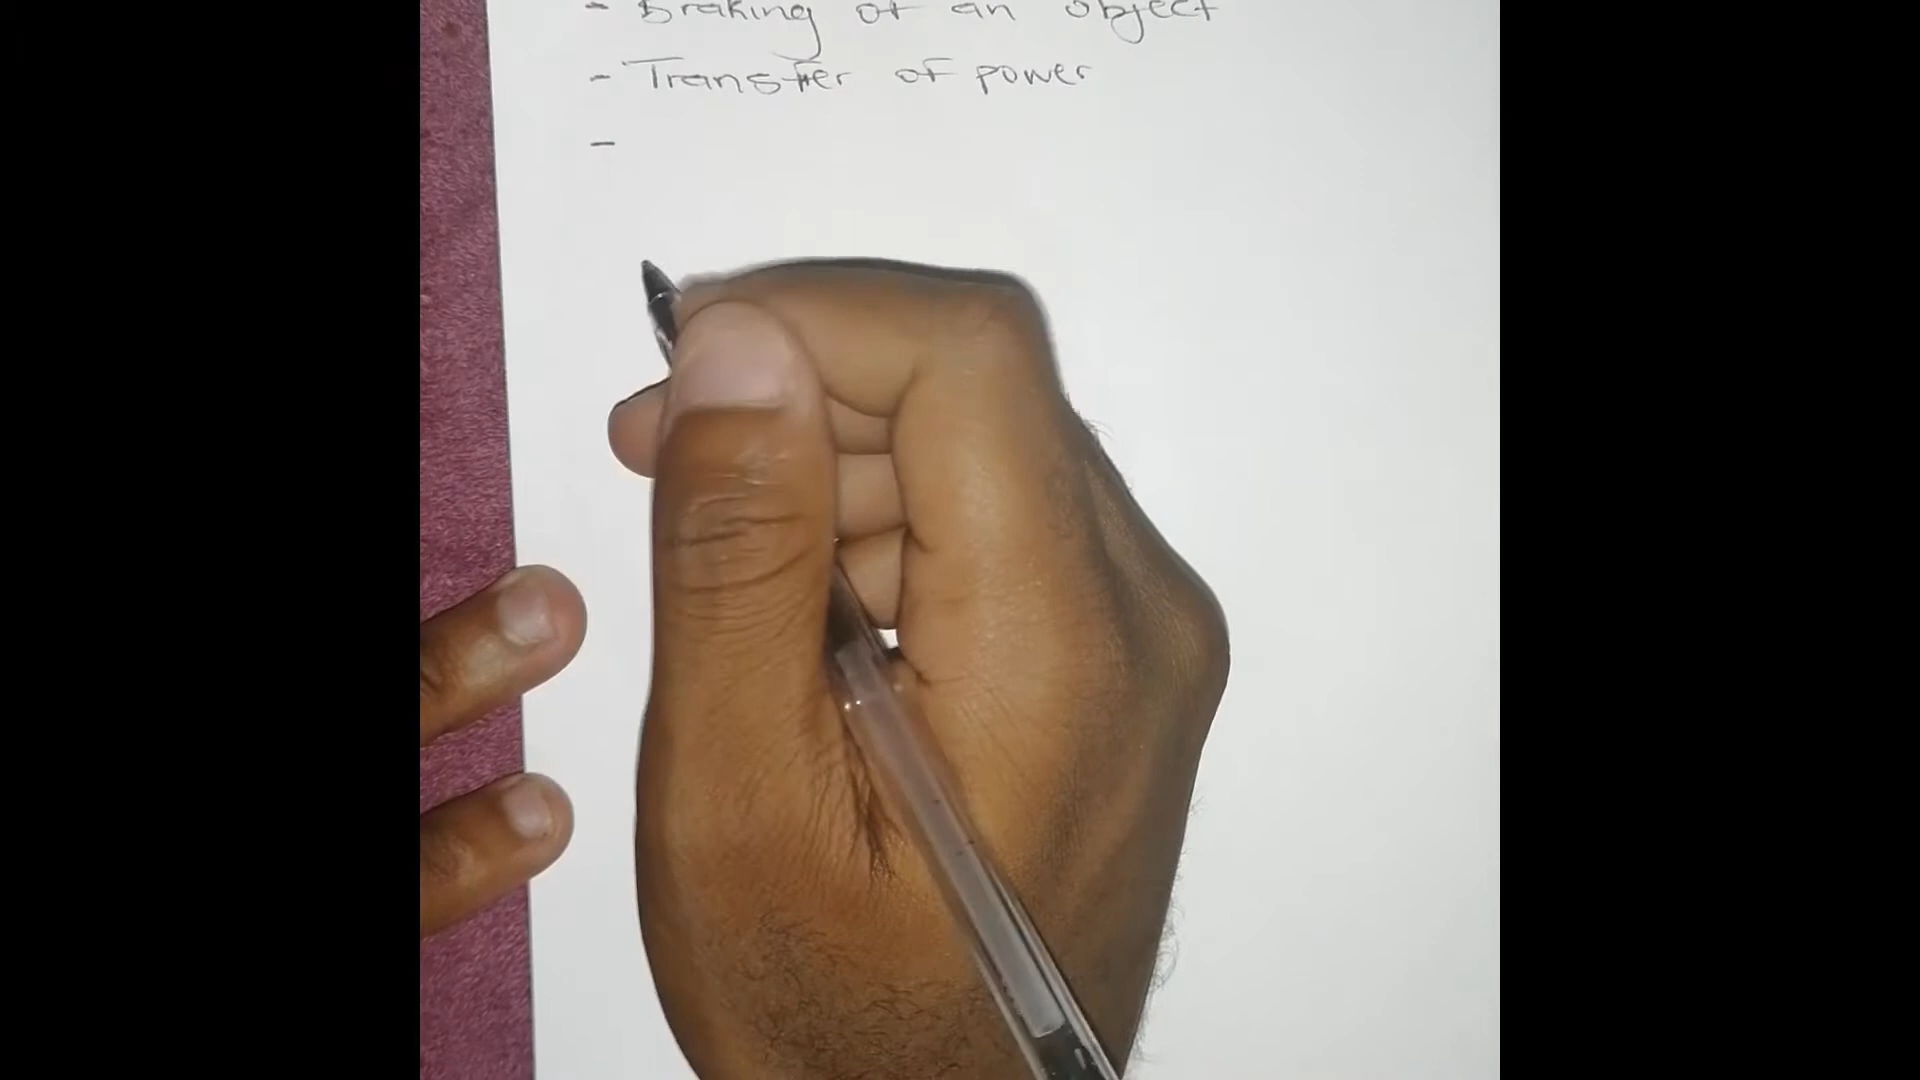 - Braking of an object
- Transfer of power
-